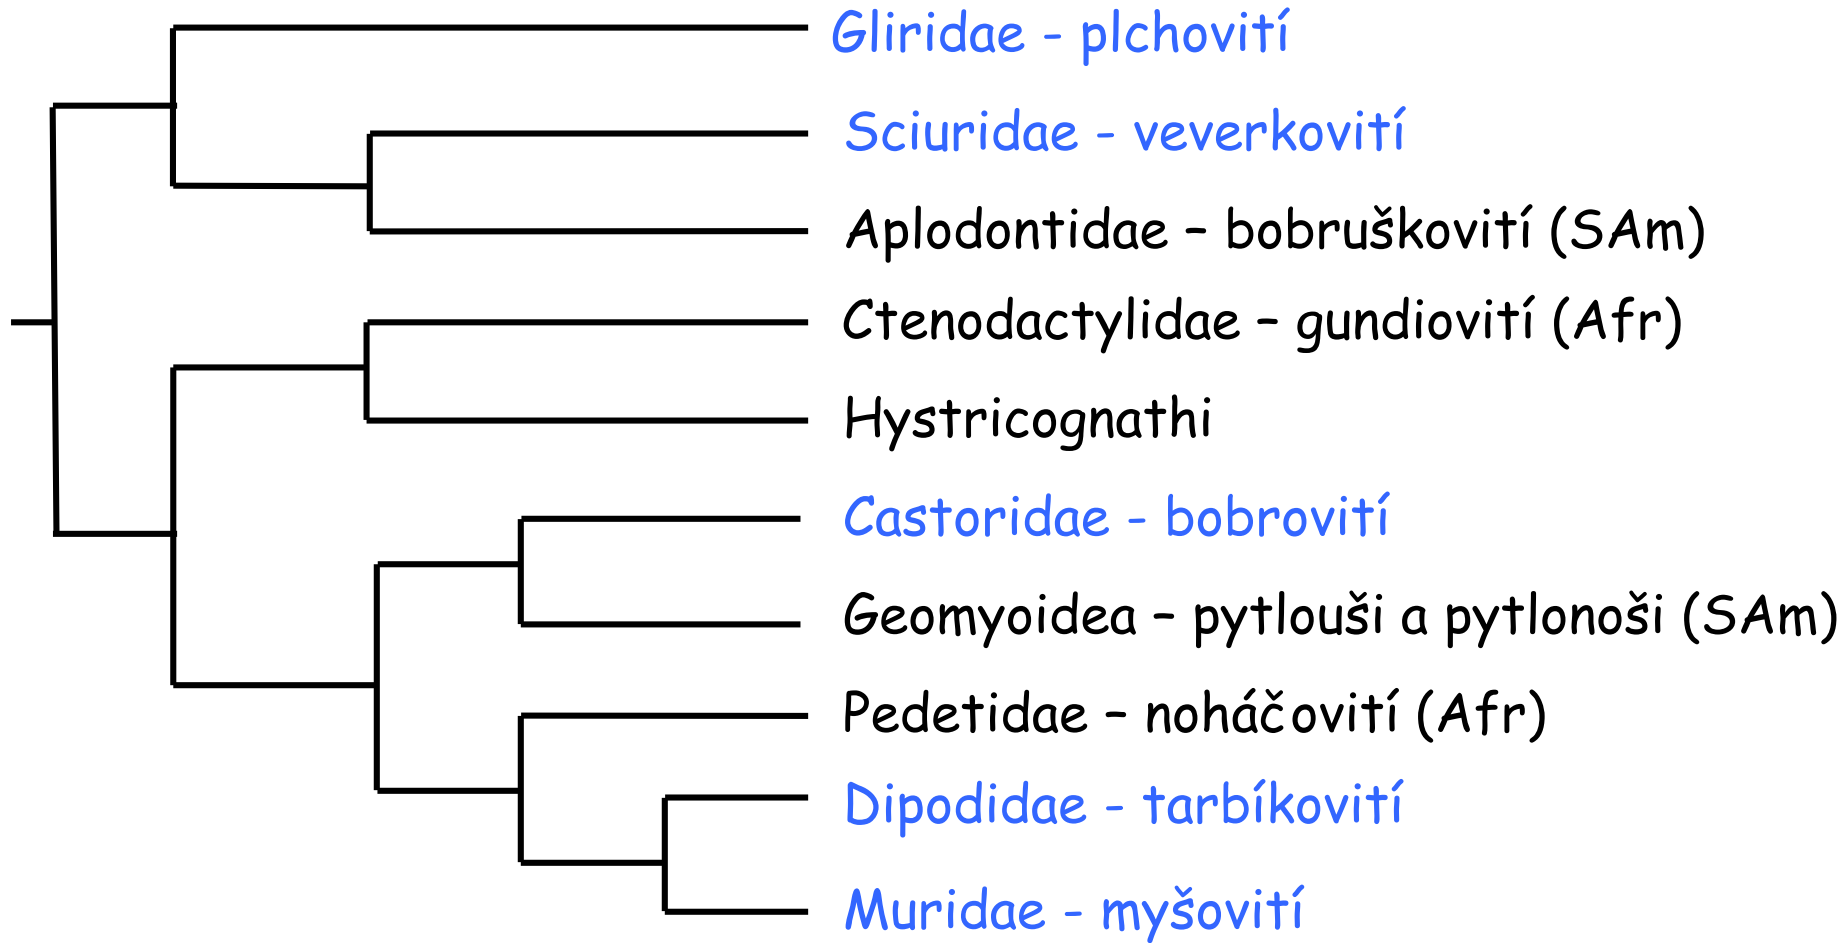 Gliridae - plchovití
Sciuridae - veverkovití
Aplodontidae – bobruškovití (SAm)
Ctenodactylidae – gundiovití (Afr)
Hystricognathi
Castoridae - bobrovití
Geomyoidea – pytlouši a pytlonoši (SAm)
Pedetidae – noháčovití (Afr)
Dipodidae - tarbíkovití
Muridae - myšovití